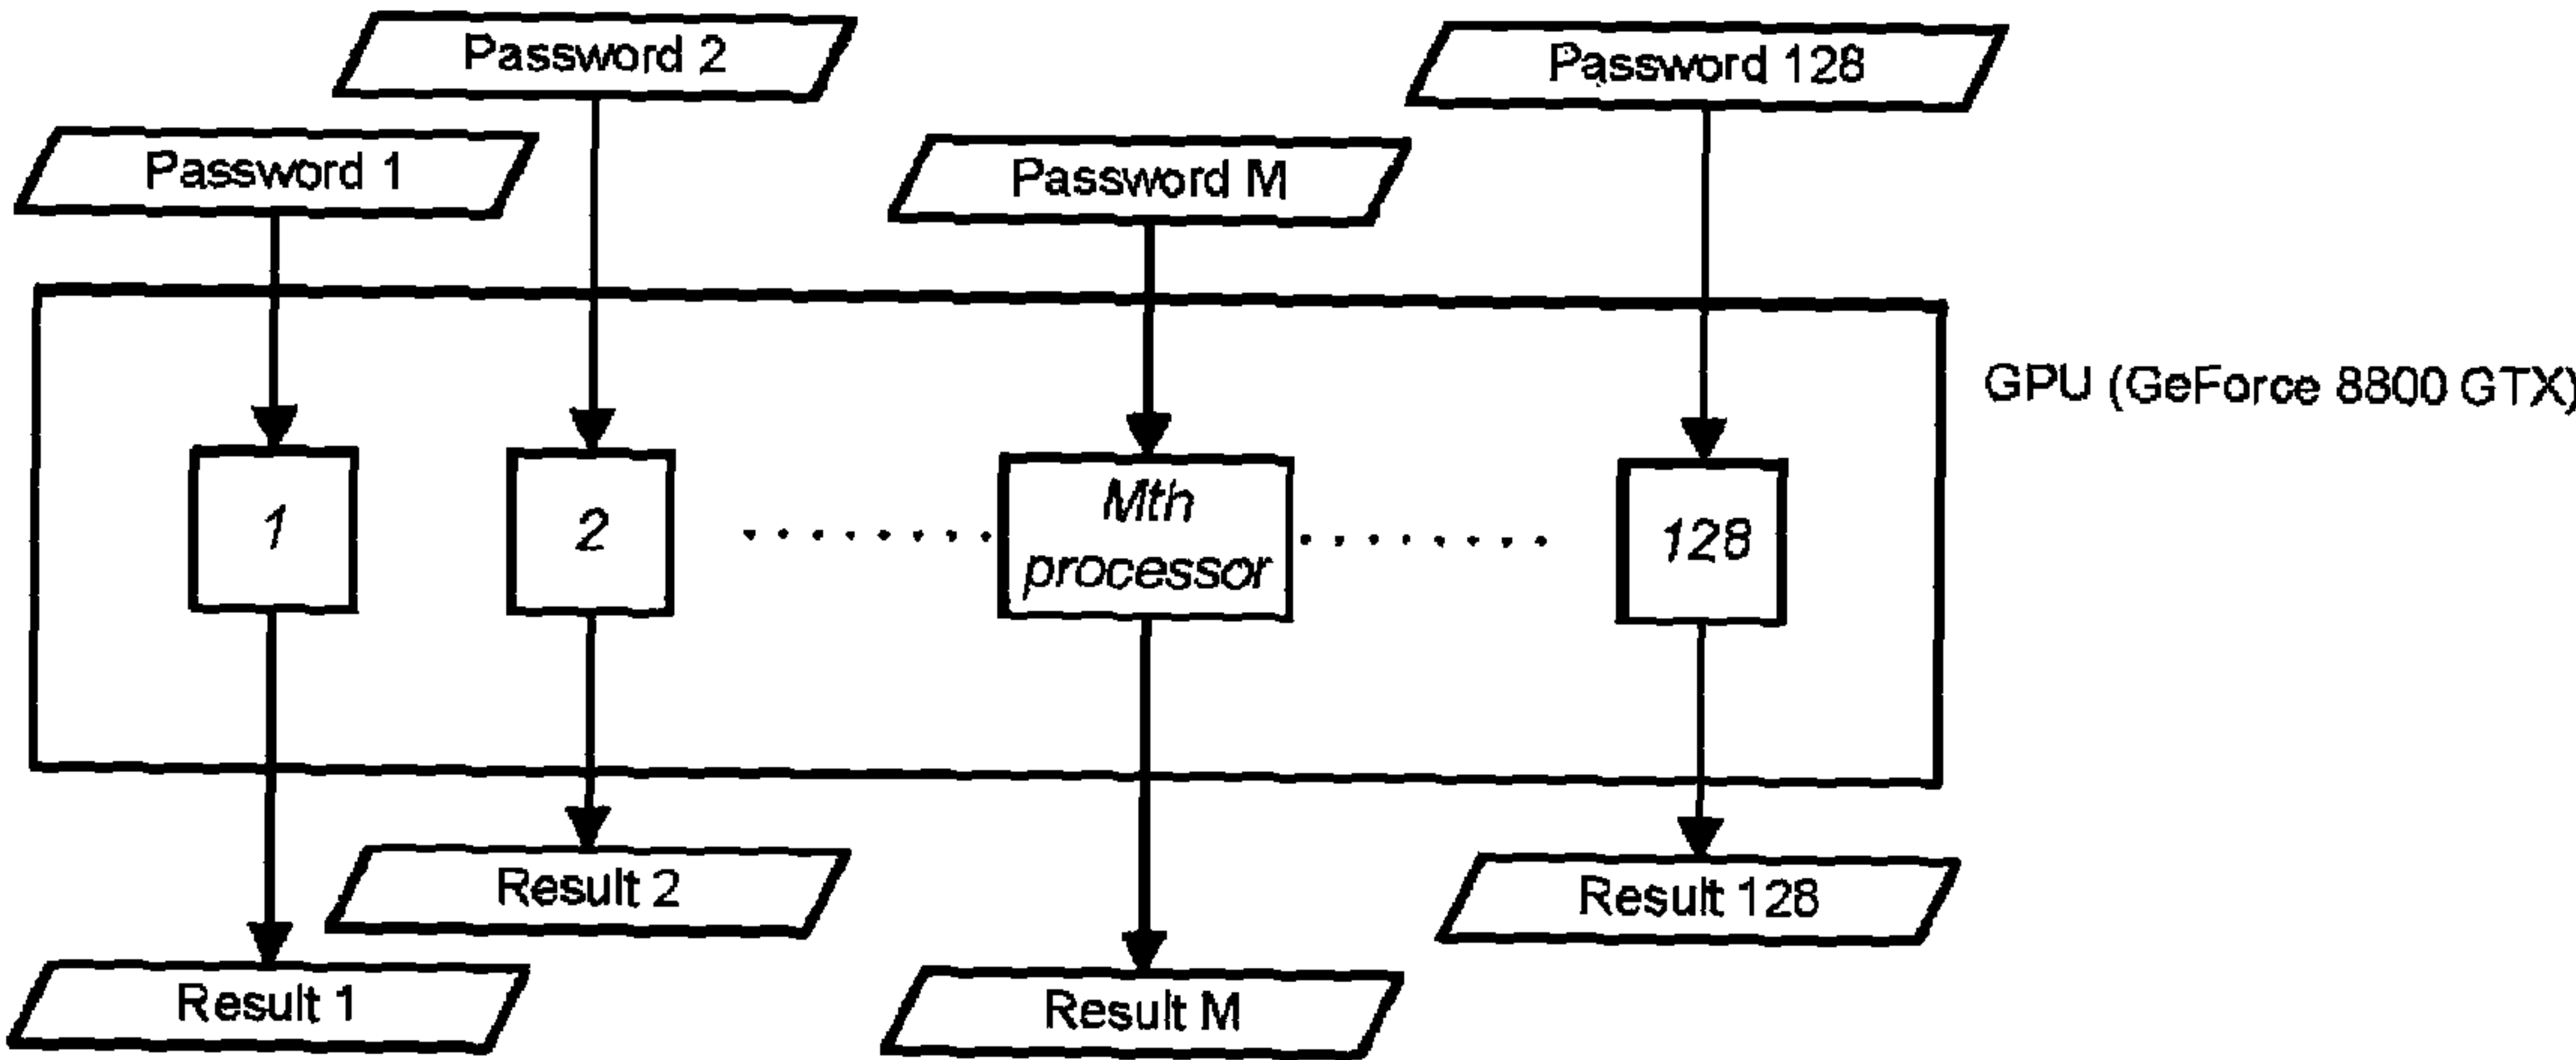 Password 2
Password 128
Password 1
Password M
GPU (GeForce 8800 GTX)
1
2
Mth
processor
128
Result 2
Result 128
Result 1
Result M